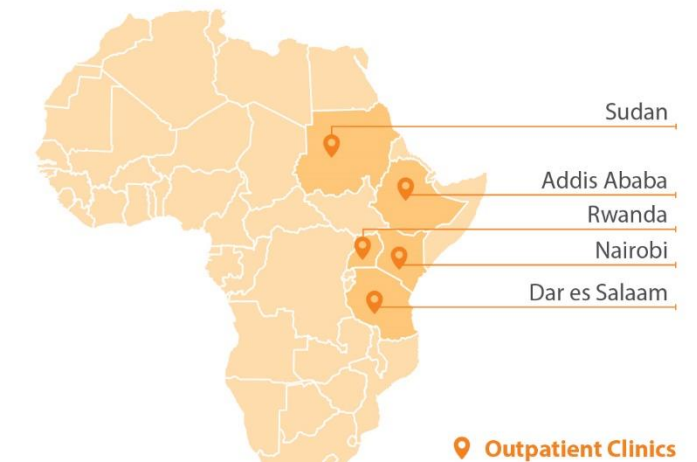 Sudan
Addis Ababa
Rwanda
Nairobi
Dar es Salaam
Outpatient Clinics